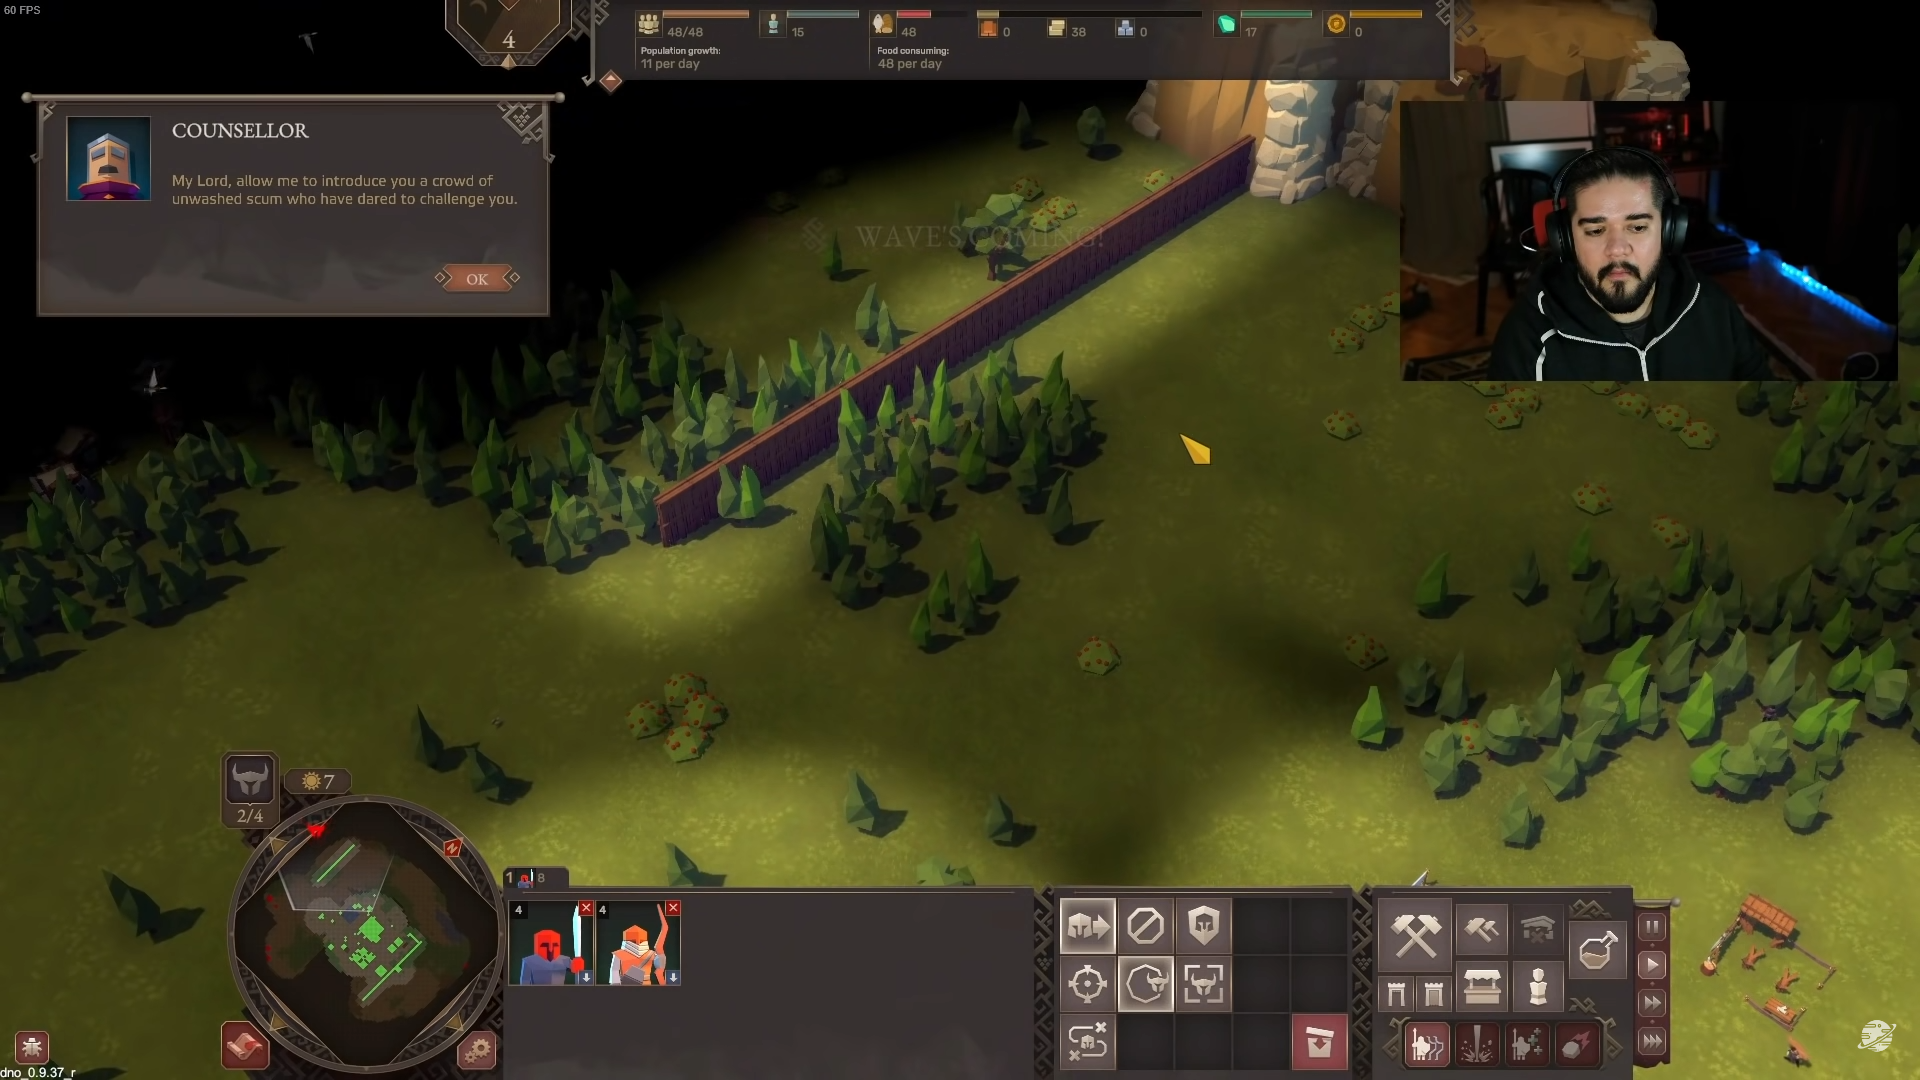 60 FPS
4
48/48
15
48
0
38
0
17
0
Population growth:
11 per day
Food consuming:
48 per day
COUNSELLOR
My Lord, allow me to introduce you a crowd of
unwashed scum who have dared to challenge you.
OK
WAVE'S COMING!
7
2/4
N
1 8
4
4
dno_0.9.37_r